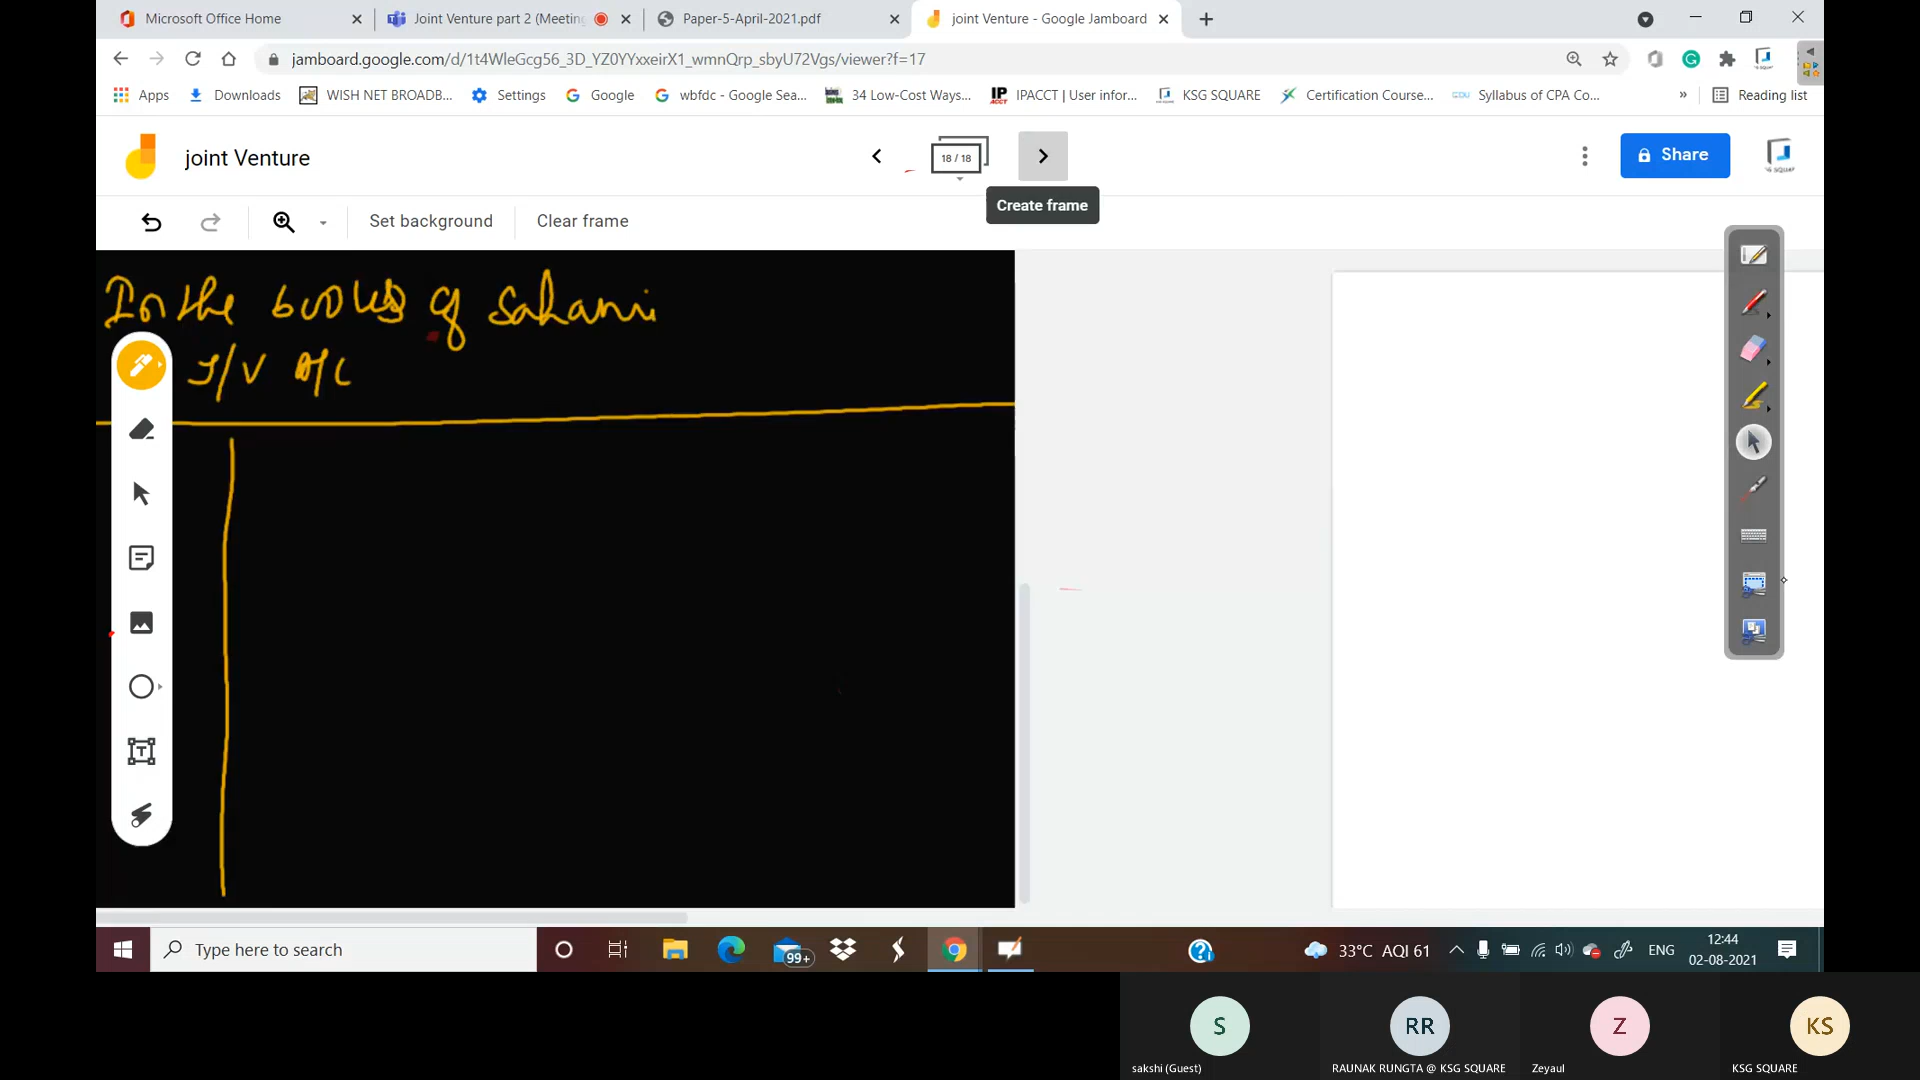 Microsoft Office Home
Joint Venture part 2 (Meetin
Paper-5-April-2021.pdf
joint Venture - Google Jamboard
jamboard.google.com/d/1t4WleGcg56_3D_YZ0YYxxeirX1_wmnQrp_sbyU72Vgs/viewer?f=17
Apps
Downloads
WISH NET BROADB...
Settings
Google
wbfdc - Google Sea...
34 Low-Cost Ways...
IPACCT | User infor...
KSG SQUARE
Certification Course...
Syllabus of CPA Co...
»
Reading list
joint Venture
18 / 18
Share
Create frame
Set background
Clear frame
In the books of Sahani
J/V A/C
Type here to search
99+
33°C AQI 61
ENG
12:44
02-08-2021
S
RR
Z
KS
sakshi (Guest)
RAUNAK RUNGTA @ KSG SQUARE
Zeyaul
KSG SQUARE